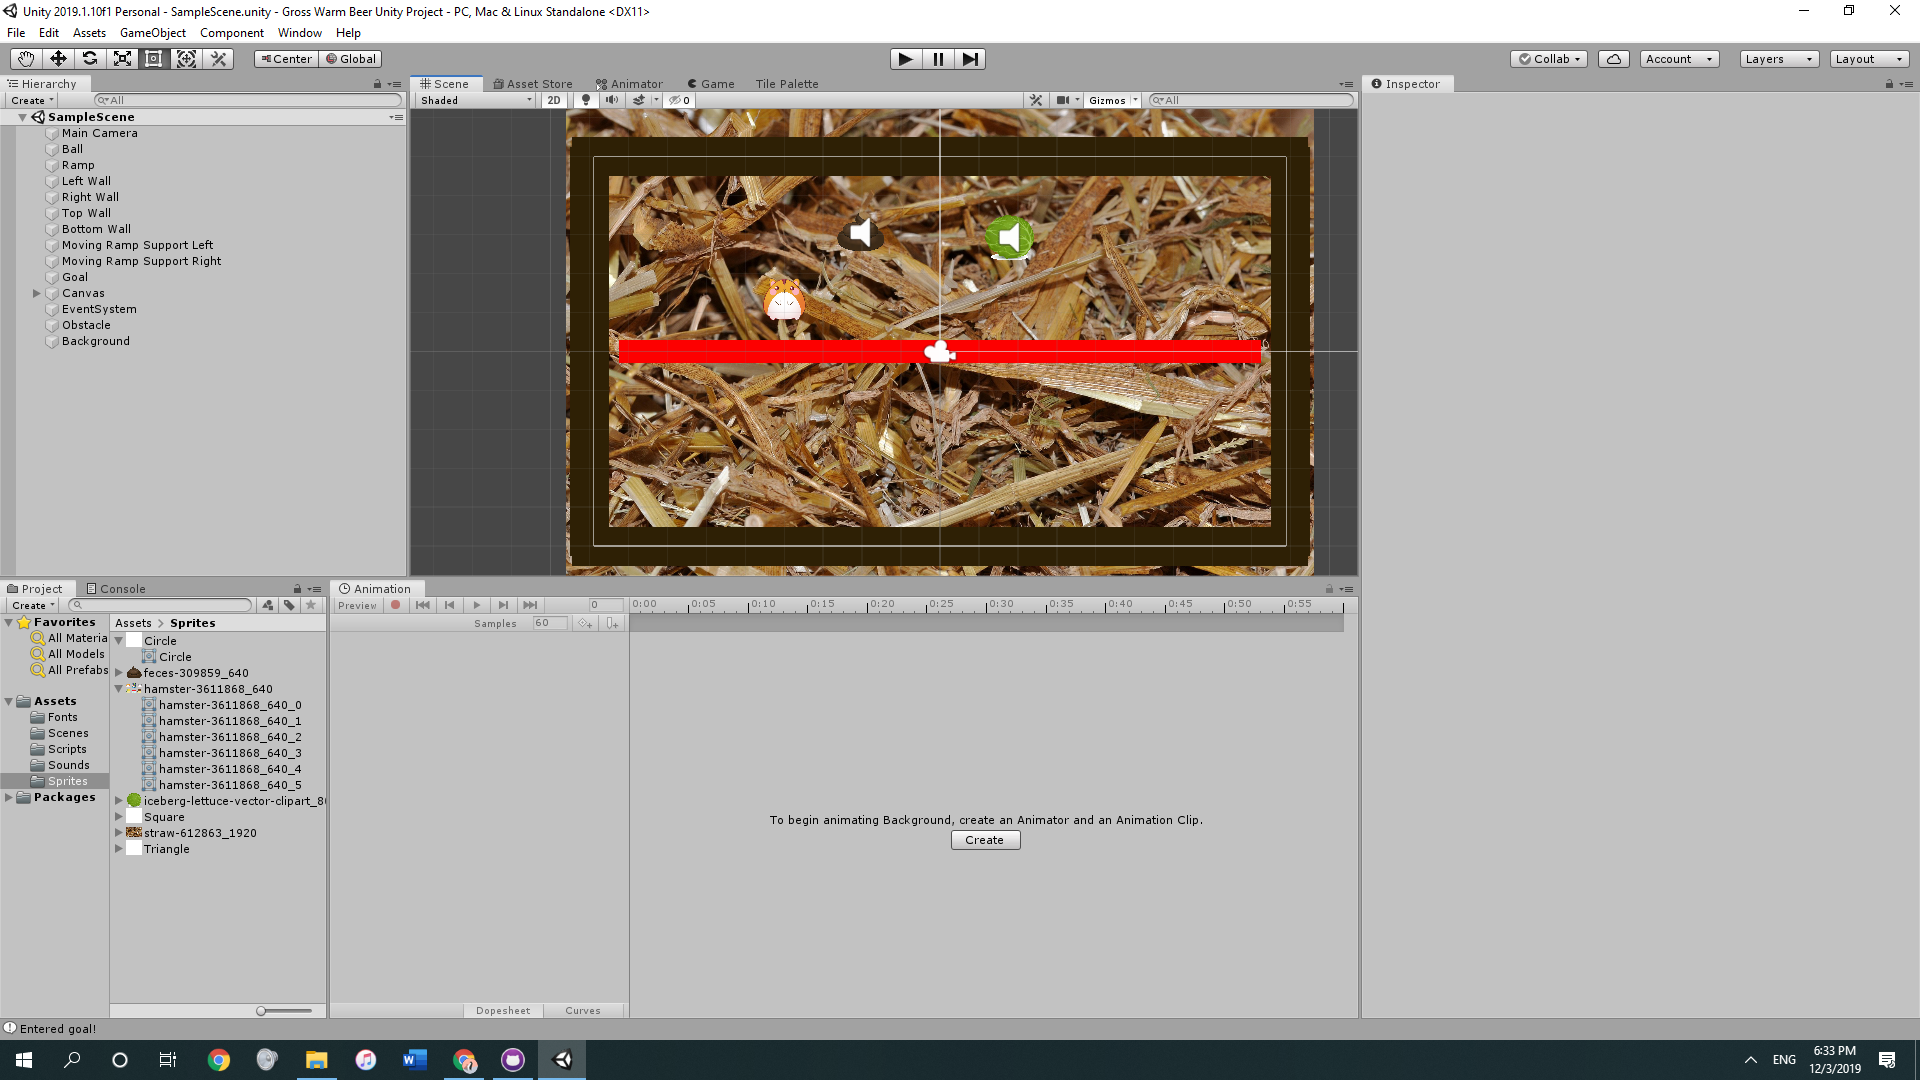 Unity 2019.1.10f1 Personal - SampleScene.unity - Gross Warm Beer Unity Project - PC, Mac & Linux Standalone <DX11>
File Edit Assets GameObject Component Window Help
Center Global Collab Account Layers Layout
Hierarchy
Create All
SampleScene
Main Camera
Ball
Ramp
Left Wall
Right Wall
Top Wall
Bottom Wall
Moving Ramp Support Left
Moving Ramp Support Right
Goal
Canvas
EventSystem
Obstacle
Background
Scene Asset Store Animator Game Tile Palette
Shaded 2D 0 Gizmos All
Inspector
Project Console
Create
Favorites
All Materia
All Models
All Prefabs
Assets
Fonts
Scenes
Scripts
Sounds
Sprites
Packages
Assets > Sprites
Circle
Circle
feces-309859_640
hamster-3611868_640
hamster-3611868_640_0
hamster-3611868_640_1
hamster-3611868_640_2
hamster-3611868_640_3
hamster-3611868_640_4
hamster-3611868_640_5
iceberg-lettuce-vector-clipart_8
Square
straw-612863_1920
Triangle
Animation
Preview 0 0:00 0:05 0:10 0:15 0:20 0:25 0:30 0:35 0:40 0:45 0:50 0:55
Samples 60
To begin animating Background, create an Animator and an Animation Clip.
Create
Dopesheet Curves
Entered goal!
ENG
6:33 PM
12/3/2019